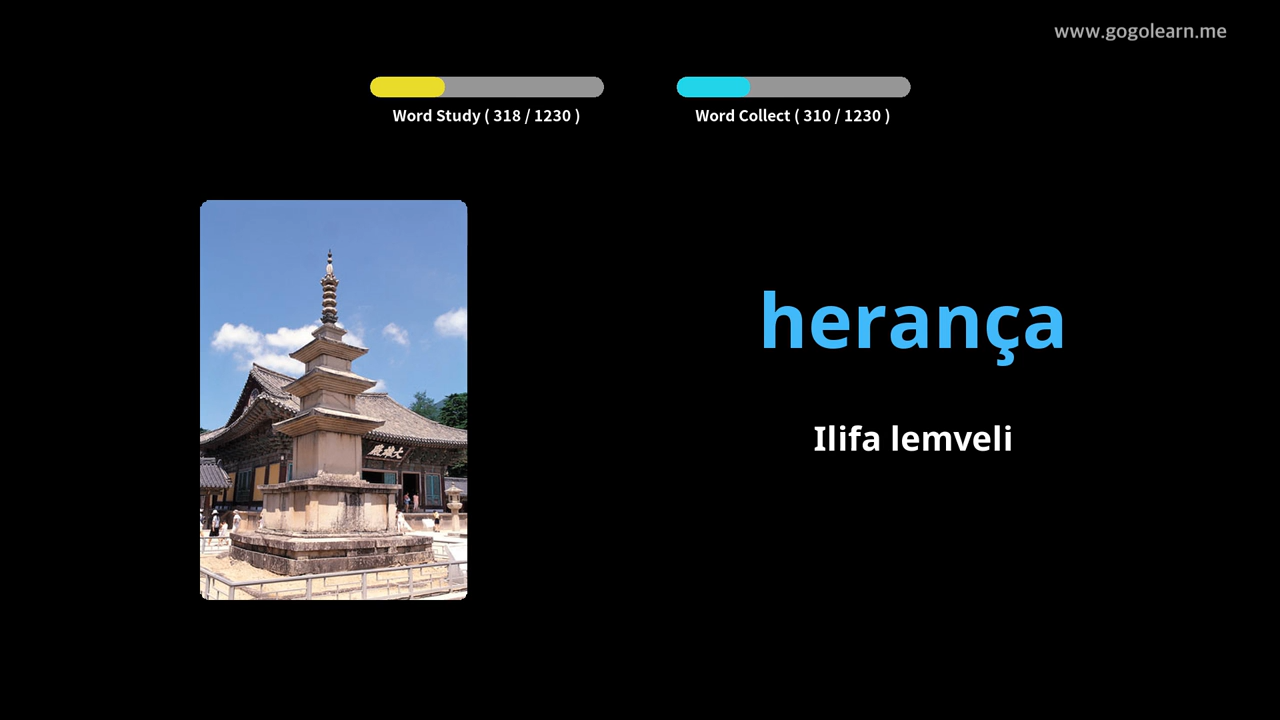 www.gogolearn.me
Word Study ( 318 / 1230 )
Word Collect ( 310 / 1230 )
herança
Ilifa lemveli